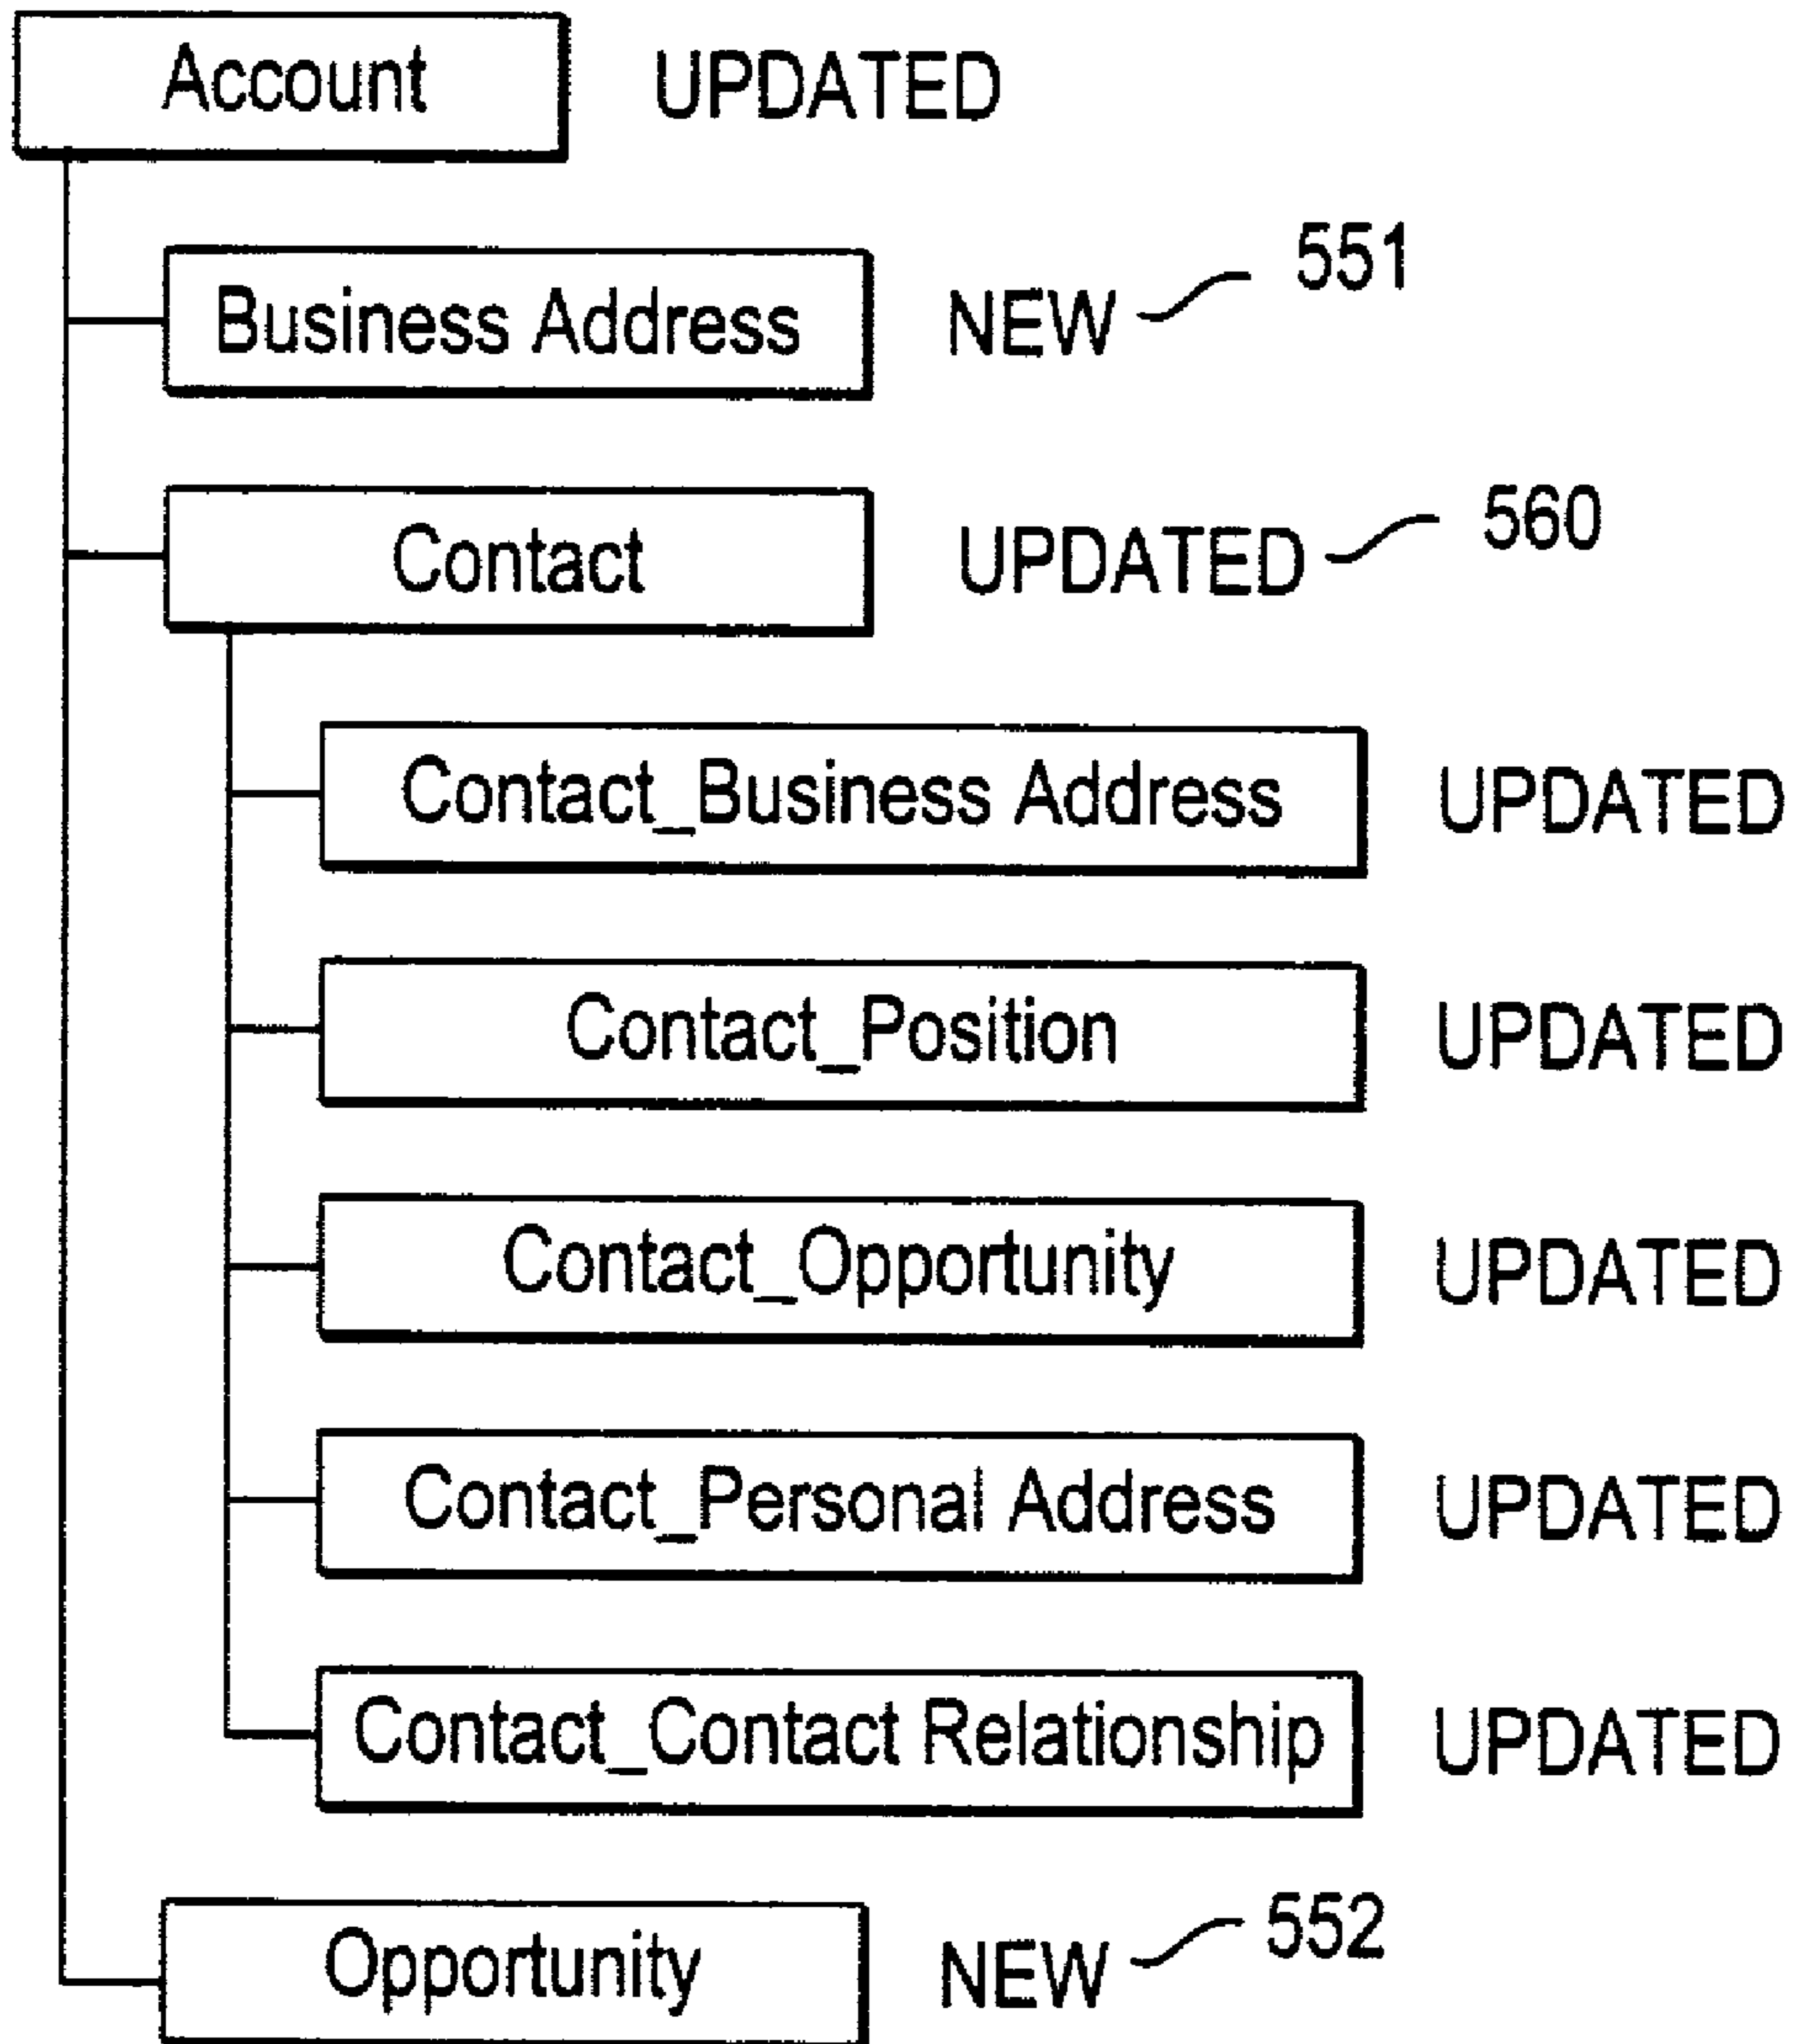 Account UPDATED
Business Address NEW 551
Contact UPDATED 560
Contact_Business Address UPDATED
Contact_Position UPDATED
Contact_Opportunity UPDATED
Contact_Personal Address UPDATED
Contact_Contact Relationship UPDATED
Opportunity NEW 552